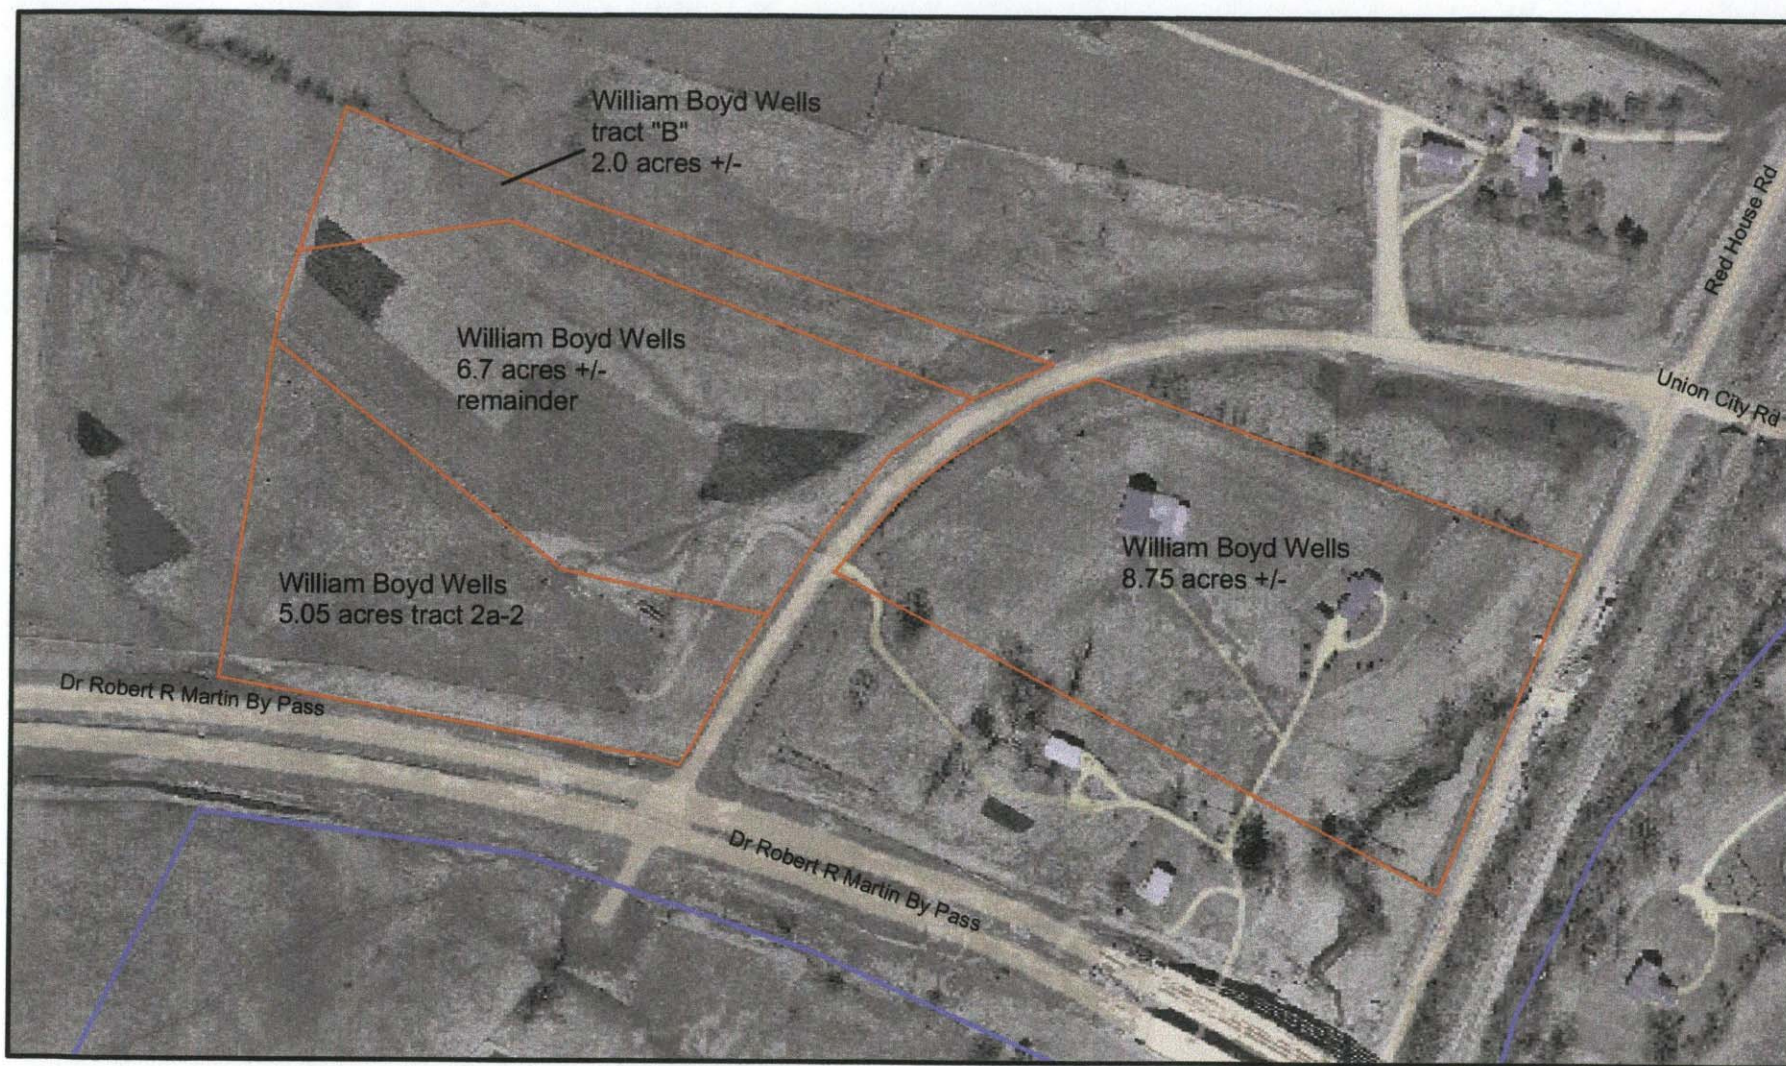 William Boyd Wells
tract "B"
2.0 acres +/-
Red House Rd
William Boyd Wells
6.7 acres +/-
remainder
Union City Rd
William Boyd Wells
8.75 acres +/-
William Boyd Wells
5.05 acres tract 2a-2
Dr Robert R Martin By Pass
Dr Robert R Martin By Pass